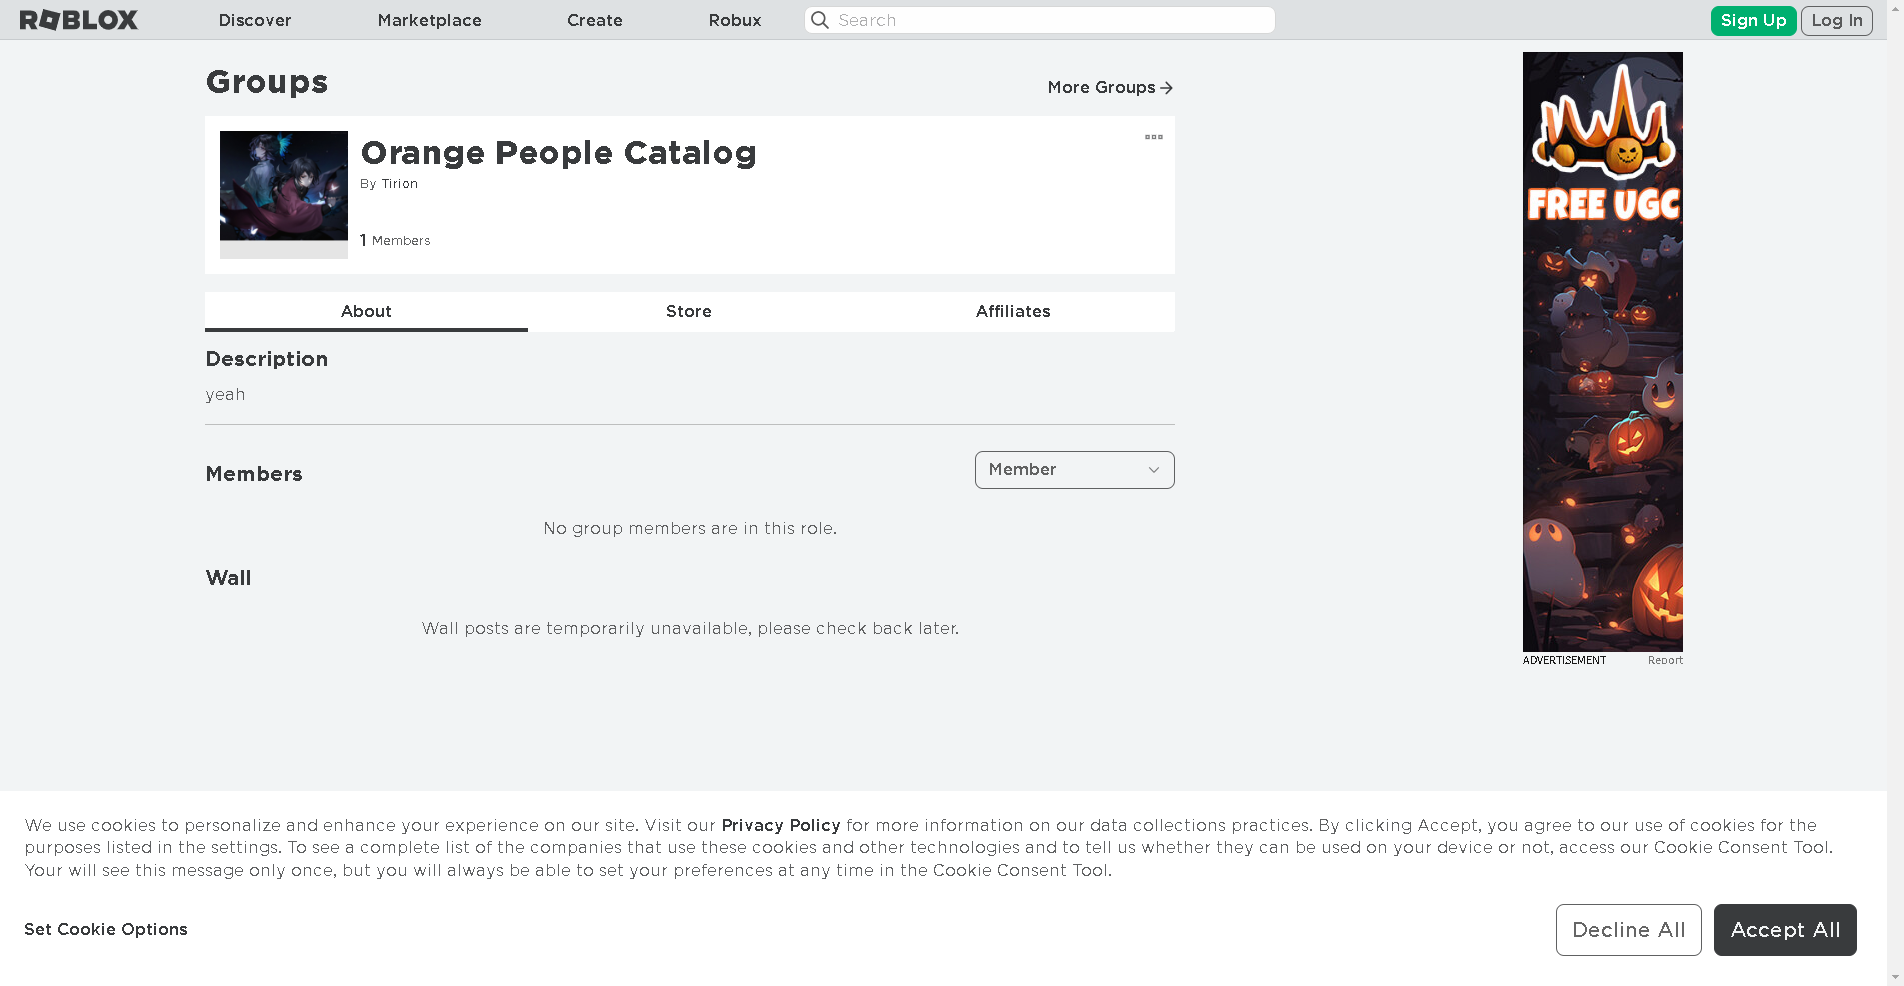 ROBLOX
Discover
Marketplace
Create
Robux
Search
Sign Up
Log In
Groups
More Groups
Orange People Catalog
By Tirion
1 Members
About
Store
Affiliates
Description
yeah
Members
Member
No group members are in this role.
Wall
Wall posts are temporarily unavailable, please check back later.
FREE UGC
ADVERTISEMENT
Report
We use cookies to personalize and enhance your experience on our site. Visit our Privacy Policy for more information on our data collections practices. By clicking Accept, you agree to our use of cookies for the
purposes listed in the settings. To see a complete list of the companies that use these cookies and other technologies and to tell us whether they can be used on your device or not, access our Cookie Consent Tool.
Your will see this message only once, but you will always be able to set your preferences at any time in the Cookie Consent Tool.
Set Cookie Options
Decline All
Accept All